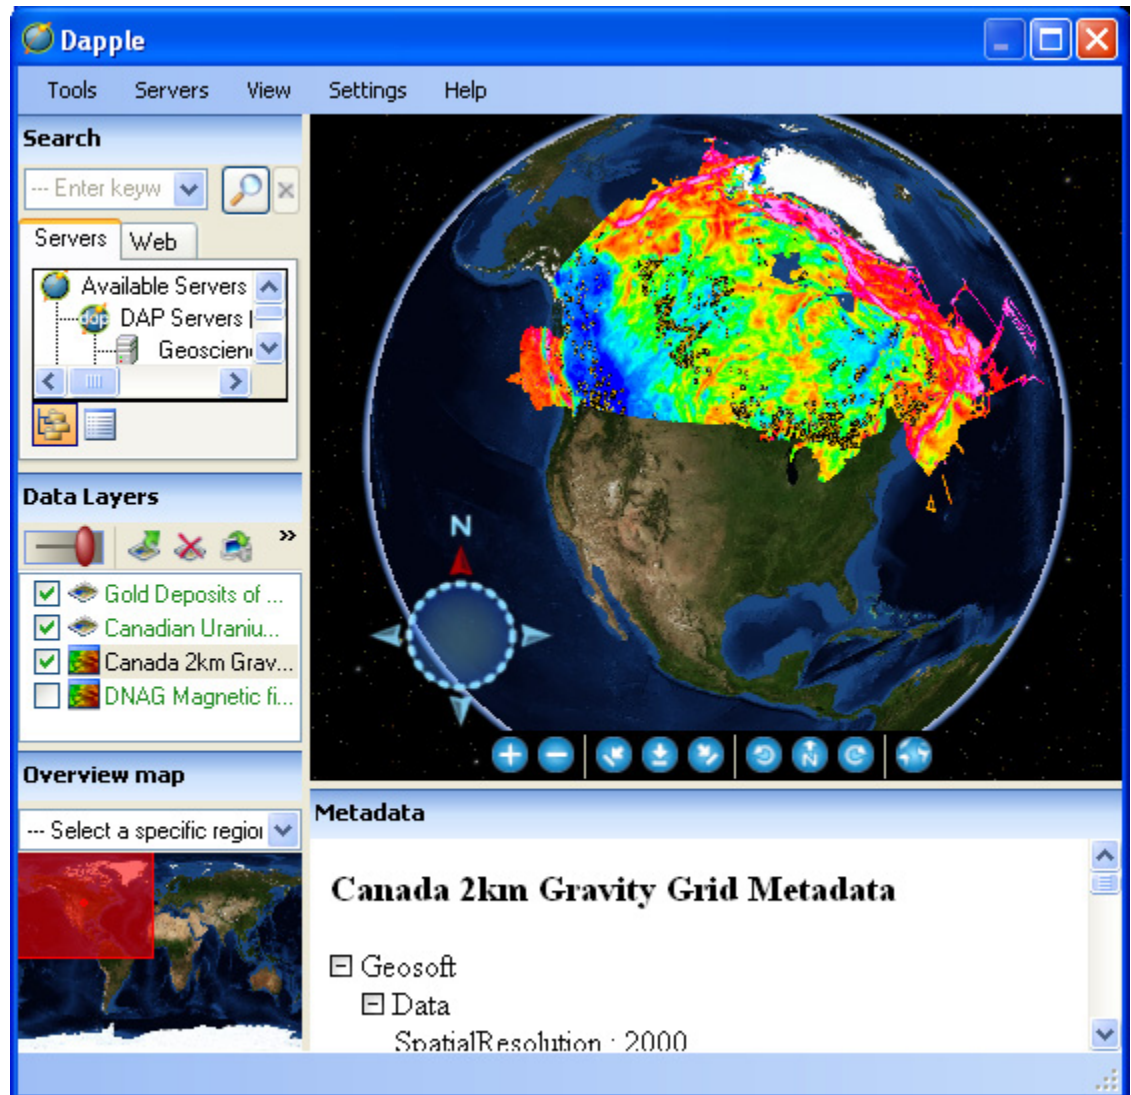 Dapple
Tools Servers View Settings Help
Search
--- Enter keyw
Servers Web
Available Servers
dap DAP Servers
Geoscien
Data Layers
»
Gold Deposits of ...
Canadian Uraniu...
Canada 2km Grav...
DNAG Magnetic fi...
Overview map
--- Select a specific region
N
N
Metadata
Canada 2km Gravity Grid Metadata
Geosoft
Data
SpatialResolution : 2000